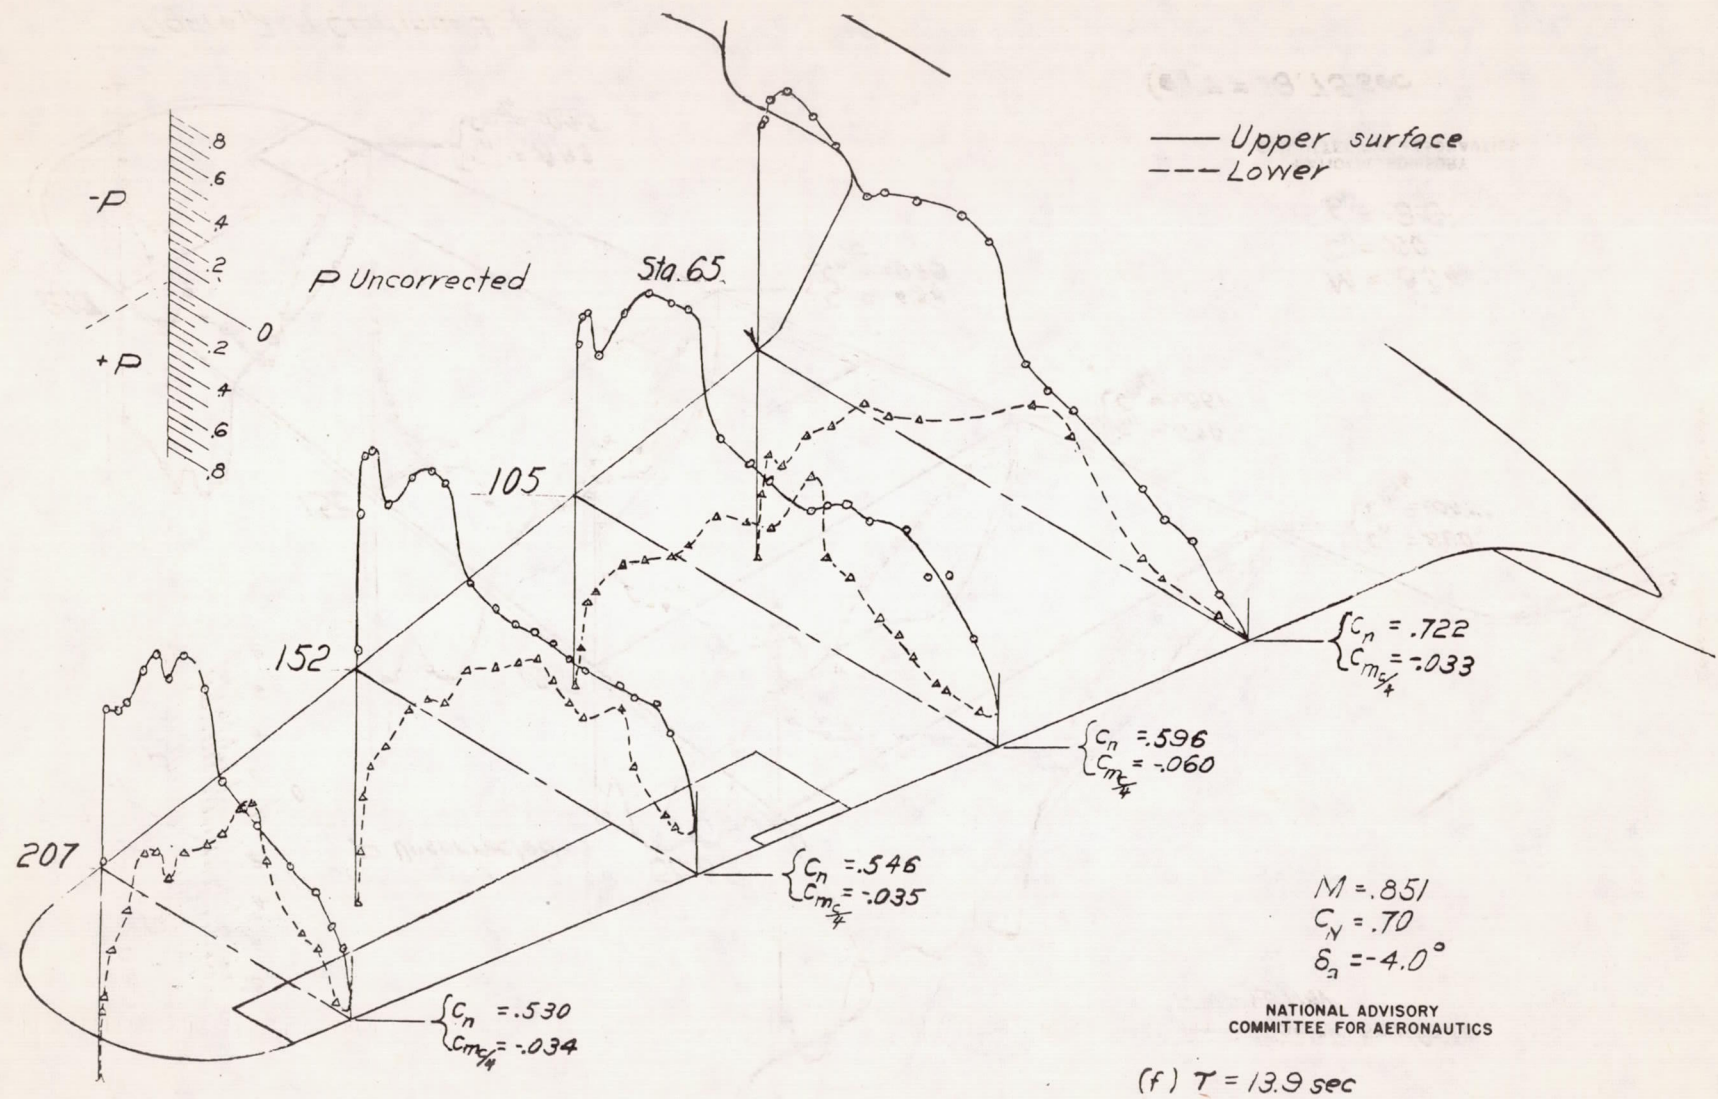 Upper surface
Lower
-P
+P
.8
.6
.4
.2
0
.2
.4
.6
.8
P Uncorrected
Sta. 65
105
152
207
Cn = .722
Cmc/4 = -.033
Cn = .596
Cmc/4 = -.060
Cn = .546
Cmc/4 = -.035
Cn = .530
Cmc/4 = -.034
M = .851
CN = .70
δa = -4.0°
NATIONAL ADVISORY
COMMITTEE FOR AERONAUTICS
(f) T = 13.9 sec